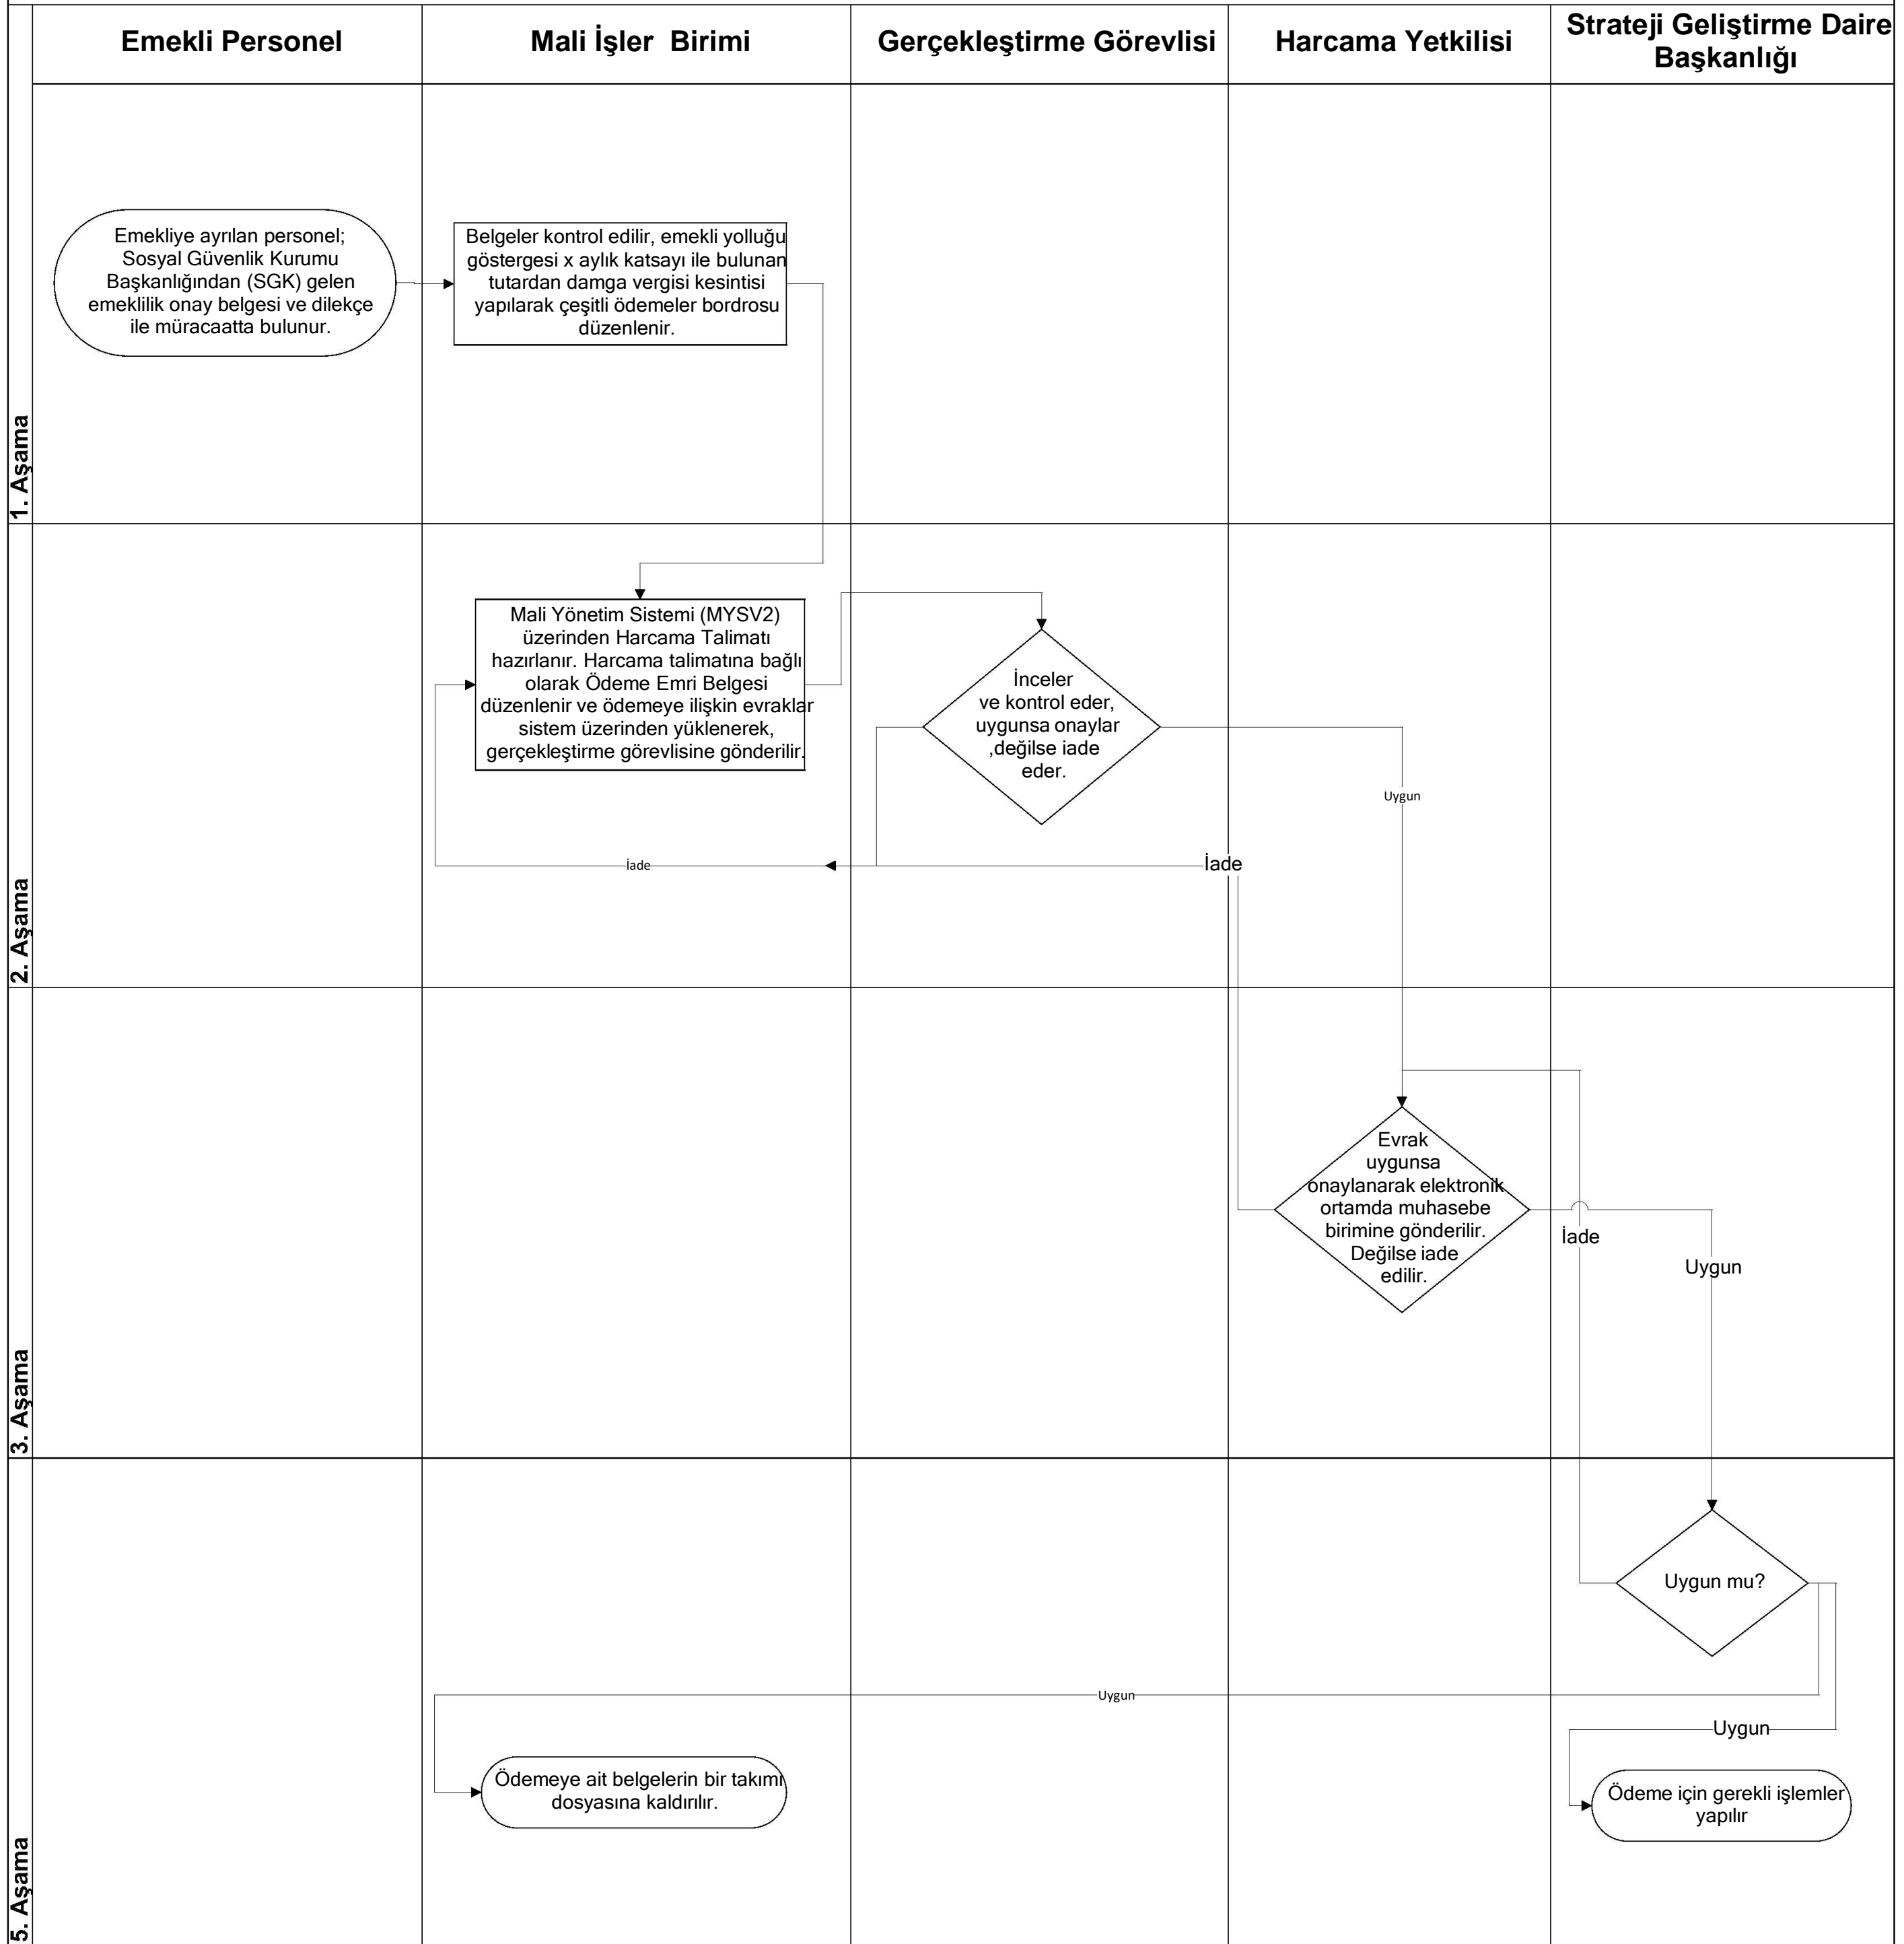 Emekli Personel
Mali İşler Birimi
Gerçekleştirme Görevlisi
Harcama Yetkilisi
Strateji Geliştirme Daire
Başkanlığı
1. Aşama
Emekliye ayrılan personel;
Sosyal Güvenlik Kurumu
Başkanlığından (SGK) gelen
emeklilik onay belgesi ve dilekçe
ile müracaatta bulunur.
Belgeler kontrol edilir, emekli yolluğu
göstergesi x aylık katsayı ile bulunan
tutardan damga vergisi kesintisi
yapılarak çeşitli ödemeler bordrosu
düzenlenir.
2. Aşama
Mali Yönetim Sistemi (MYSV2)
üzerinden Harcama Talimatı
hazırlanır. Harcama talimatına bağlı
olarak Ödeme Emri Belgesi
düzenlenir ve ödemeye ilişkin evraklar
sistem üzerinden yüklenerek,
gerçekleştirme görevlisine gönderilir.
İnceler
ve kontrol eder,
uygunsa onaylar
,değilse iade
eder.
Uygun
İade
İade
3. Aşama
Evrak
uygunsa
onaylanarak elektronik
ortamda muhasebe
birimine gönderilir.
Değilse iade
edilir.
İade
Uygun
5. Aşama
Uygun mu?
Uygun
Uygun
Ödemeye ait belgelerin bir takımı
dosyasına kaldırılır.
Ödeme için gerekli işlemler
yapılır